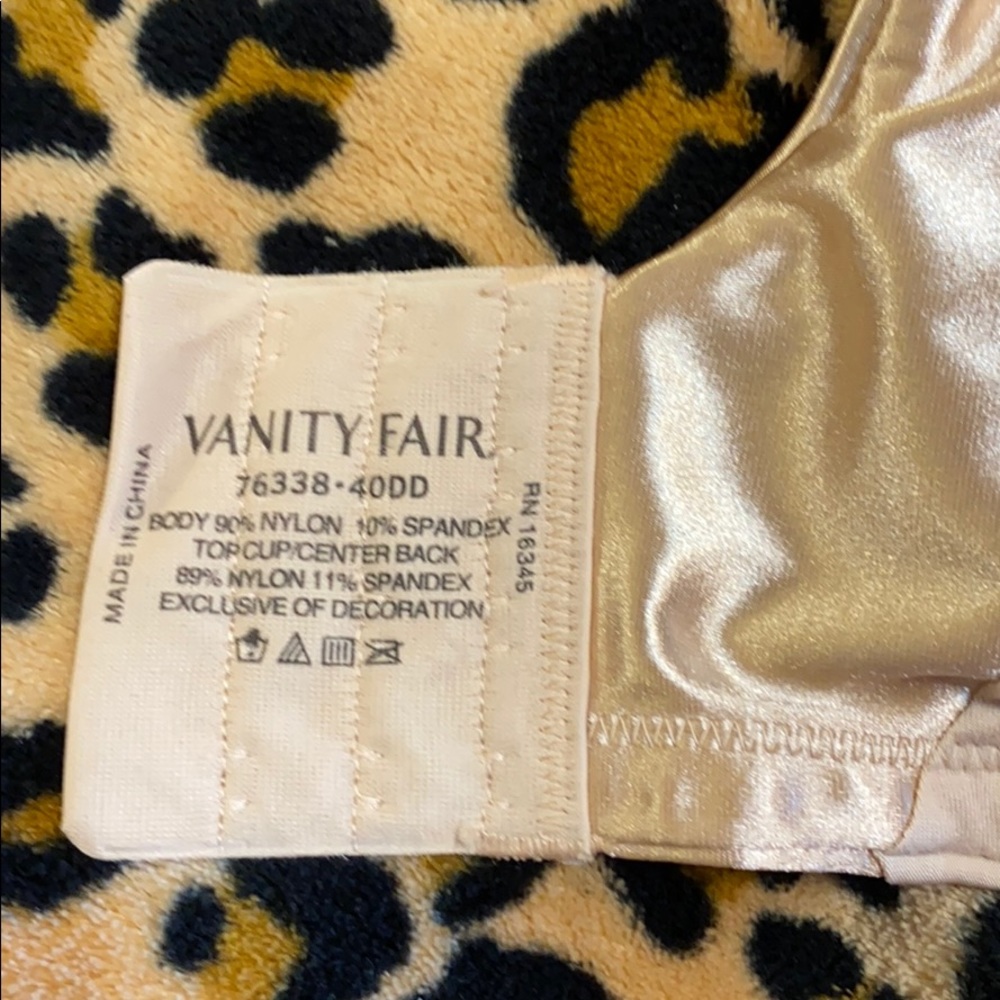 VANITY FAIR
76338-40DD
BODY 90% NYLON 10% SPANDEX
TOP CUP/CENTER BACK
89% NYLON 11% SPANDEX
EXCLUSIVE OF DECORATION
MADE IN CHINA
RN 16345